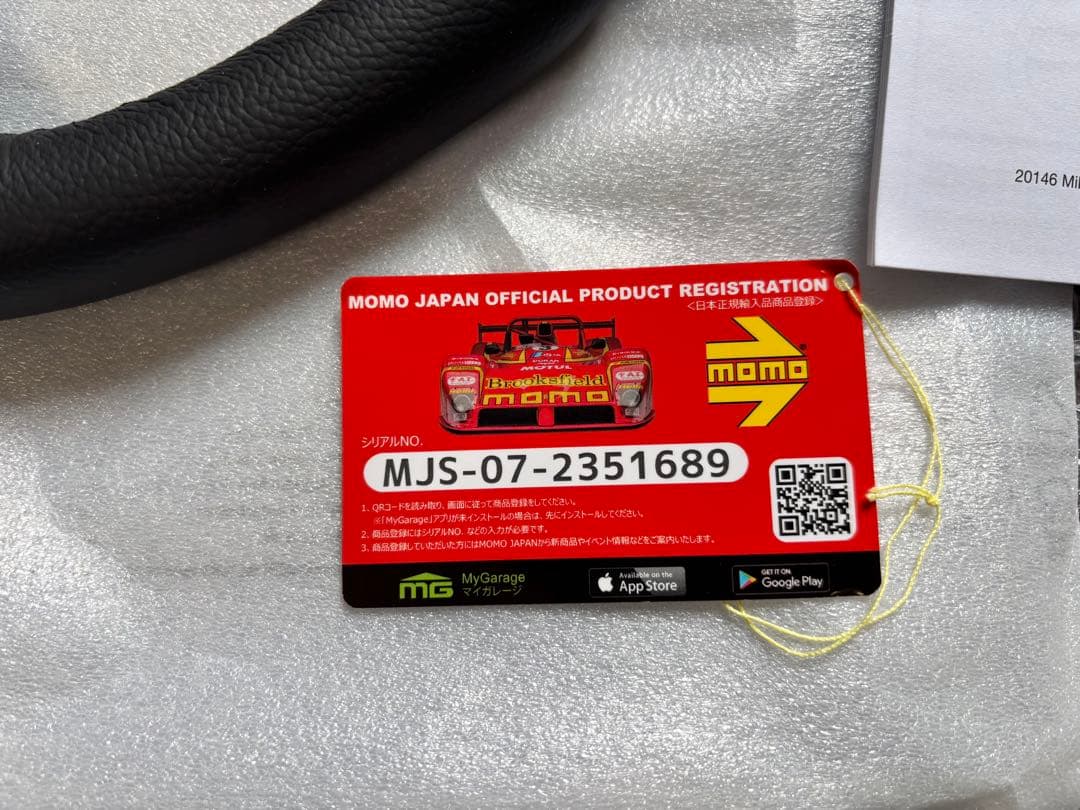 20146 Mil
MOMO JAPAN OFFICIAL PRODUCT REGISTRATION
<日本正規輸入品商品登録>
MOTUL
Brooksfield
momo
momo
シリアルNO.
MJS-07-2351689
1. QRコードを読み取り、画面に従って商品登録をしてください。
※「MyGarage」アプリが未インストールの場合は、先にインストールしてください。
2. 商品登録にはシリアルNO. などの入力が必要です。
3. 商品登録していただいた方にはMOMO JAPANから新商品やイベント情報などをご案内いたします。
MG MyGarage
マイガレージ
Available on the
App Store
GET IT ON
Google Play